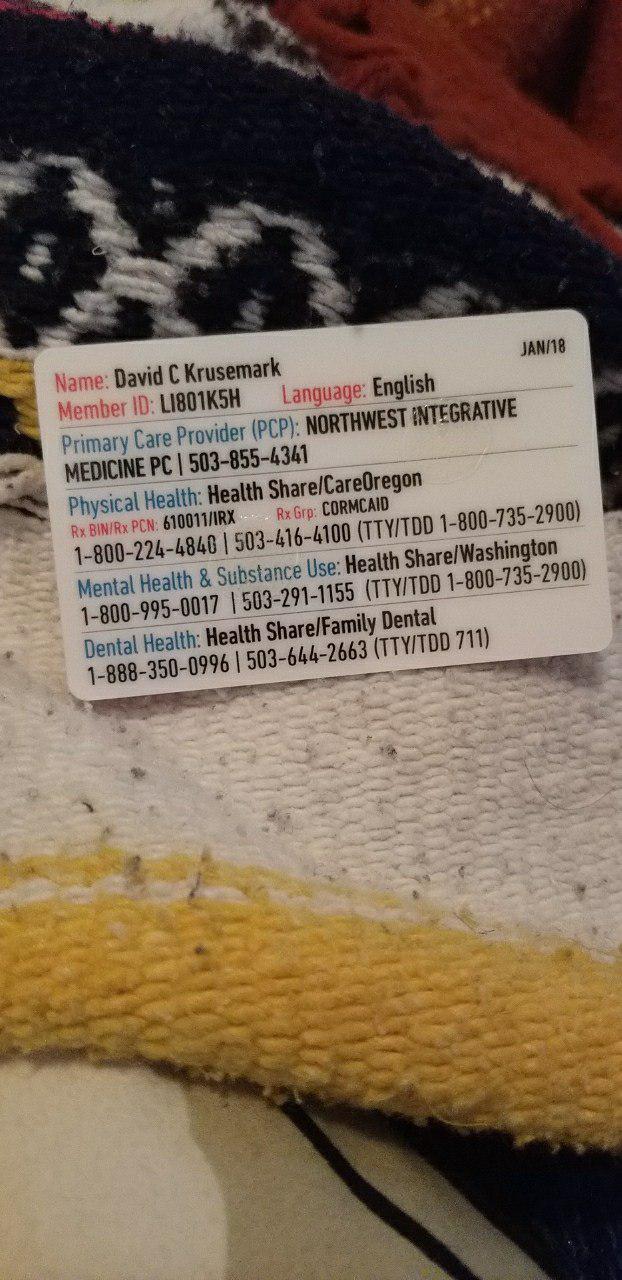 JAN/18
Name: David C Krusemark
Member ID: LI801K5H Language: English
Primary Care Provider (PCP): NORTHWEST INTEGRATIVE
MEDICINE PC | 503-855-4341
Physical Health: Health Share/CareOregon
Rx BIN/Rx PCN: 610011/IRX Rx Grp: CORMCAID
1-800-224-4840 | 503-416-4100 (TTY/TDD 1-800-735-2900)
Mental Health & Substance Use: Health Share/Washington
1-800-995-0017 | 503-291-1155 (TTY/TDD 1-800-735-2900)
Dental Health: Health Share/Family Dental
1-888-350-0996 | 503-644-2663 (TTY/TDD 711)